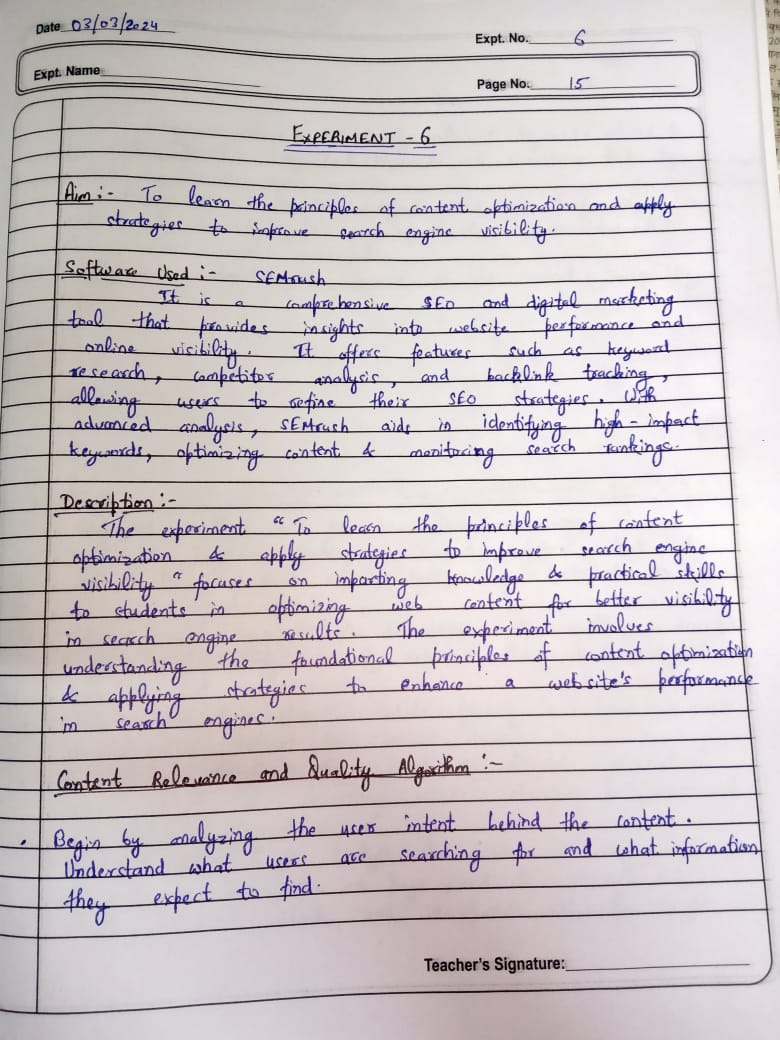 Date 03/03/2024
Expt. No. 6
Expt. Name
Page No. 15
EXPERIMENT - 6
Aim :- To learn the principles of content optimization and apply
strategies to improve search engine visibility.
Software Used :- SEMrush
It is a comprehensive SEO and digital marketing
tool that provides insights into website performance and
online visibility. It offers features such as keyword
research, competitor analysis, and backlink tracking,
allowing users to refine their SEO strategies. With
advanced analysis, SEMrush aids in identifying high-impact
keywords, optimizing content & monitoring search rankings.
Description :-
The experiment "To learn the principles of content
optimization & apply strategies to improve search engine
visibility" focuses on imparting knowledge & practical skills
to students in optimizing web content for better visibility
in search engine results. The experiment involves
understanding the foundational principles of content optimization
& applying strategies to enhance a website's performance
in search engines.
Content Relevance and Quality Algorithm :-
• Begin by analyzing the user intent behind the content.
Understand what users are searching for and what information
they expect to find.
Teacher's Signature: